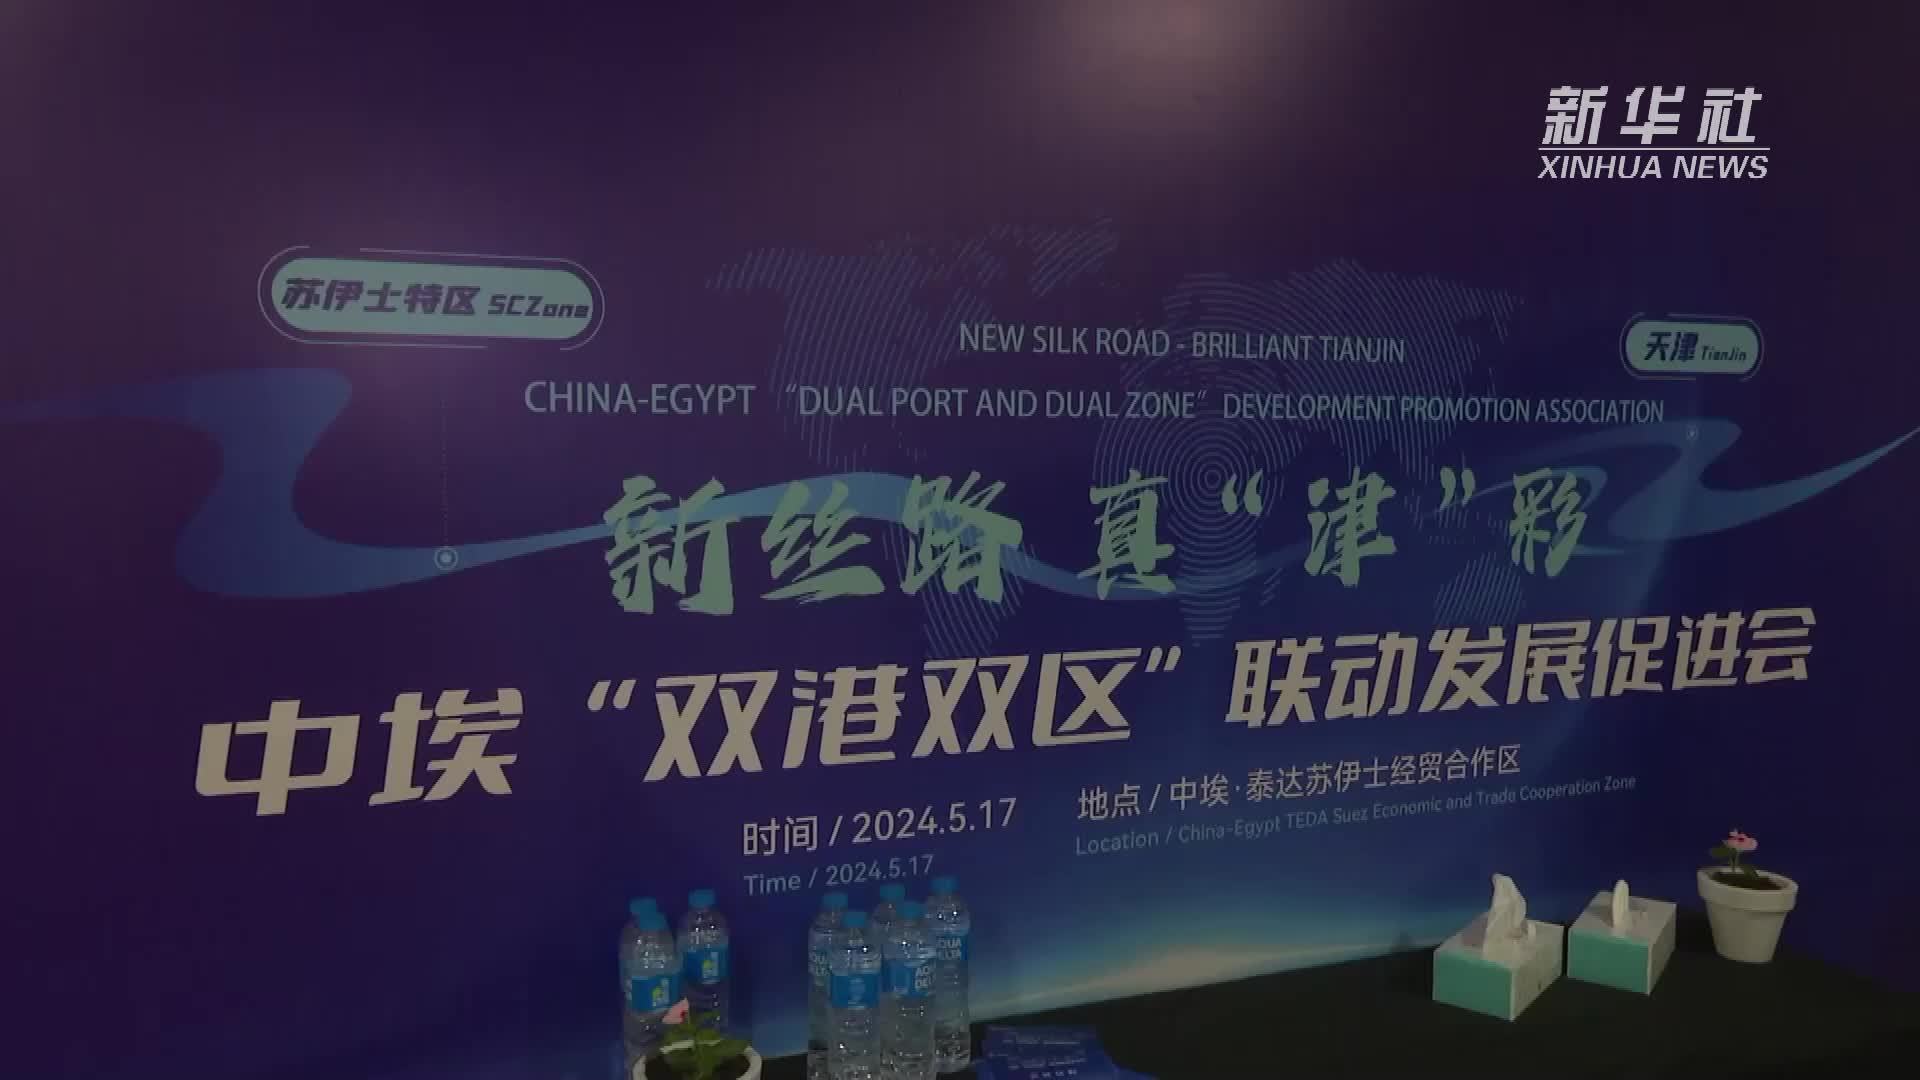 新华社
XINHUA NEWS
苏伊士特区 SCZone
天津 TianJin
NEW SILK ROAD - BRILLIANT TIANJIN
CHINA-EGYPT “DUAL PORT AND DUAL ZONE” DEVELOPMENT PROMOTION ASSOCIATION
新丝路 真“津”彩
中埃“双港双区”联动发展促进会
时间 / 2024.5.17
Time / 2024.5.17
地点 / 中埃·泰达苏伊士经贸合作区
Location / China-Egypt TEDA Suez Economic and Trade Cooperation Zone
AQUA
DELTA